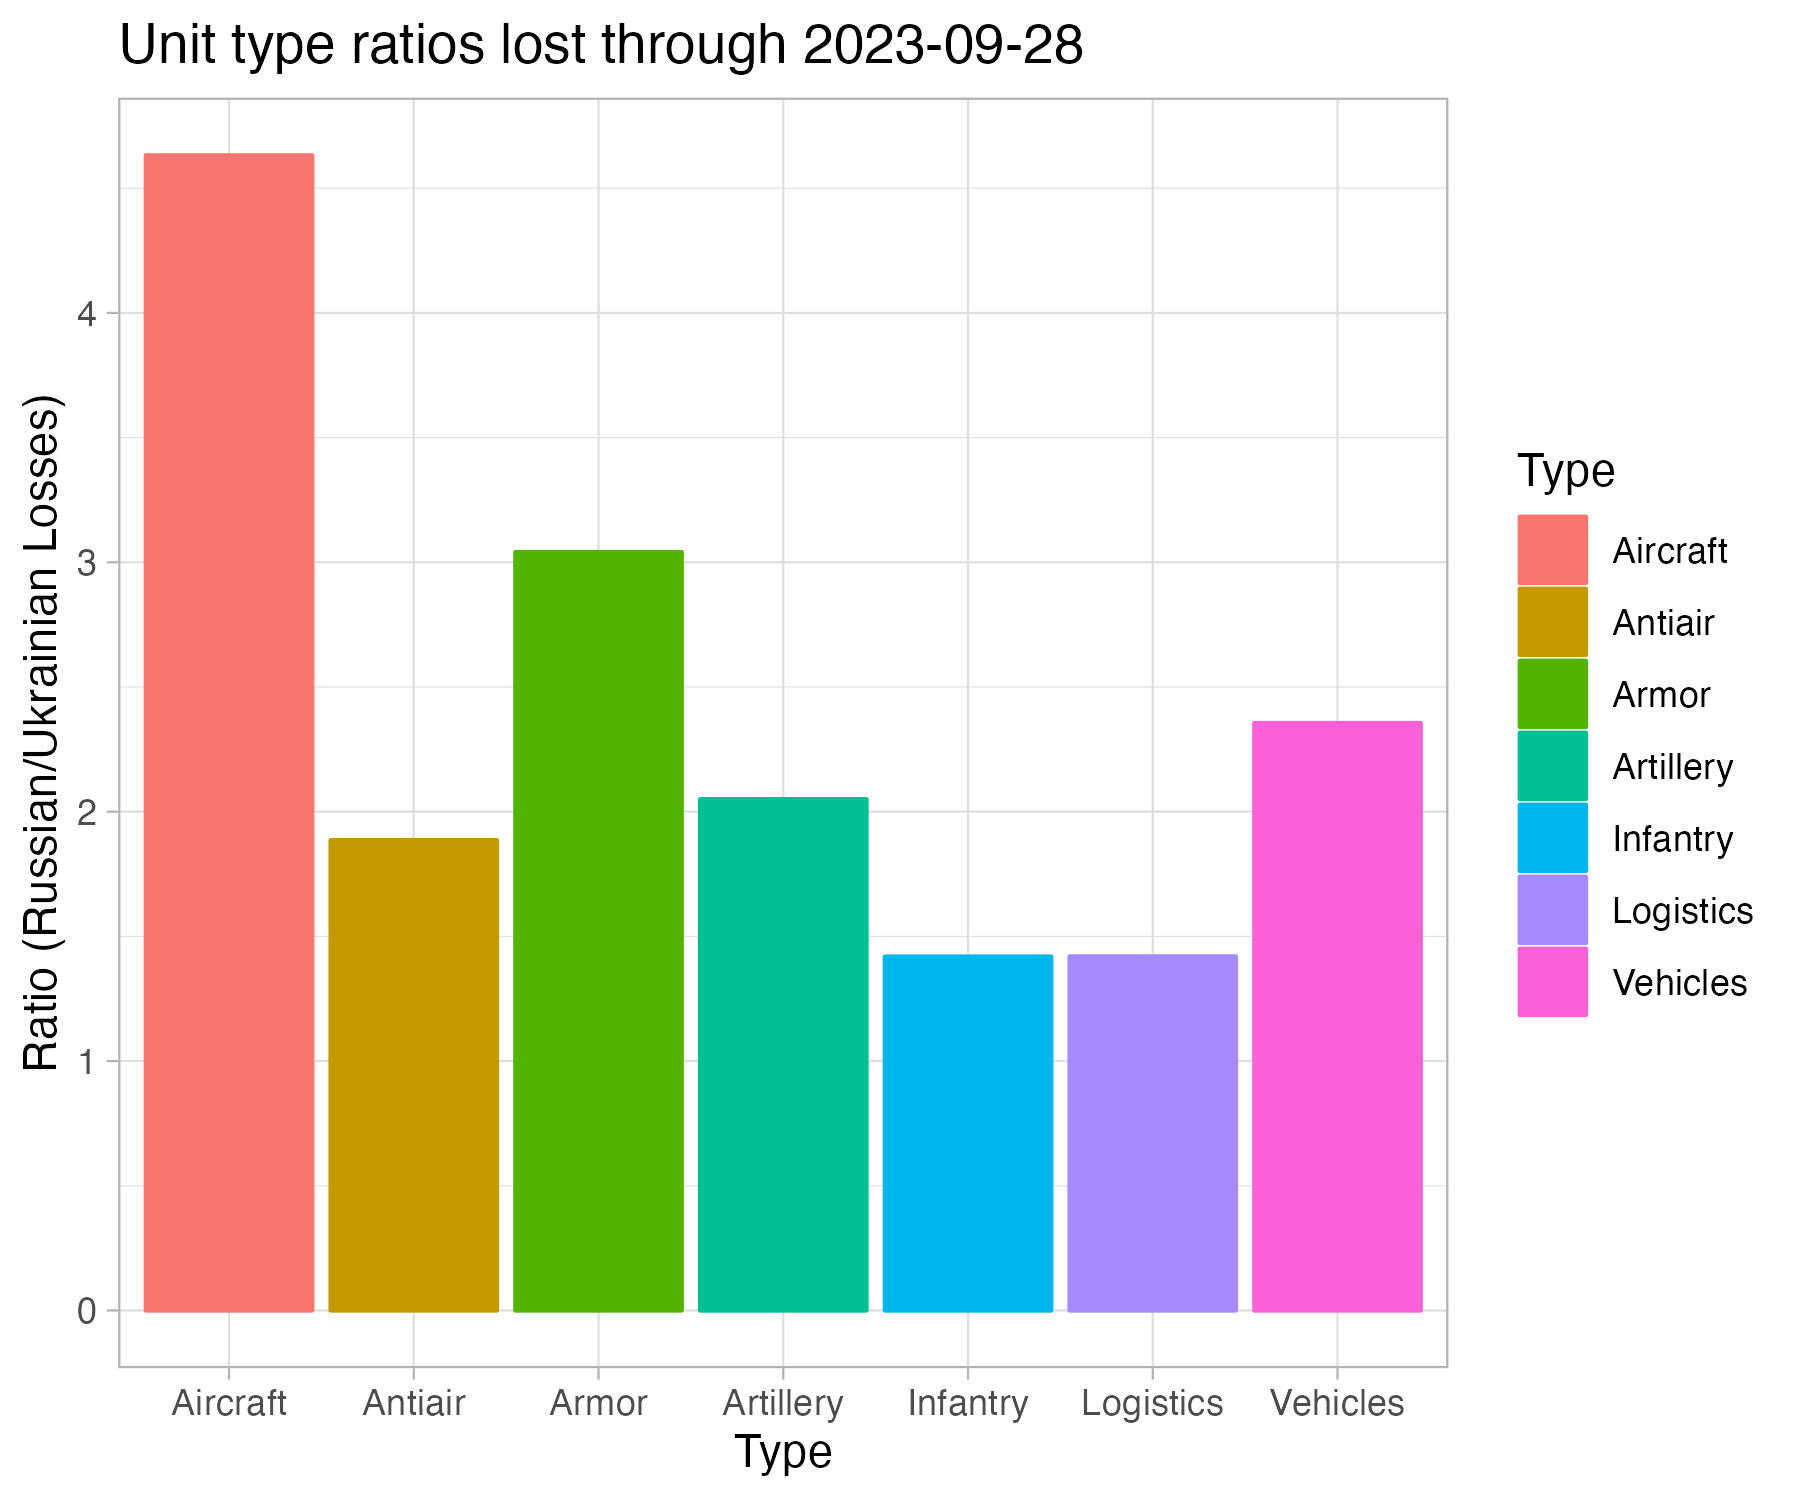 Unit type ratios lost through 2023-09-28
Ratio (Russian/Ukrainian Losses)
4
3
2
1
0
Aircraft
Antiair
Armor
Artillery
Infantry
Logistics
Vehicles
Type
Type
Aircraft
Antiair
Armor
Artillery
Infantry
Logistics
Vehicles